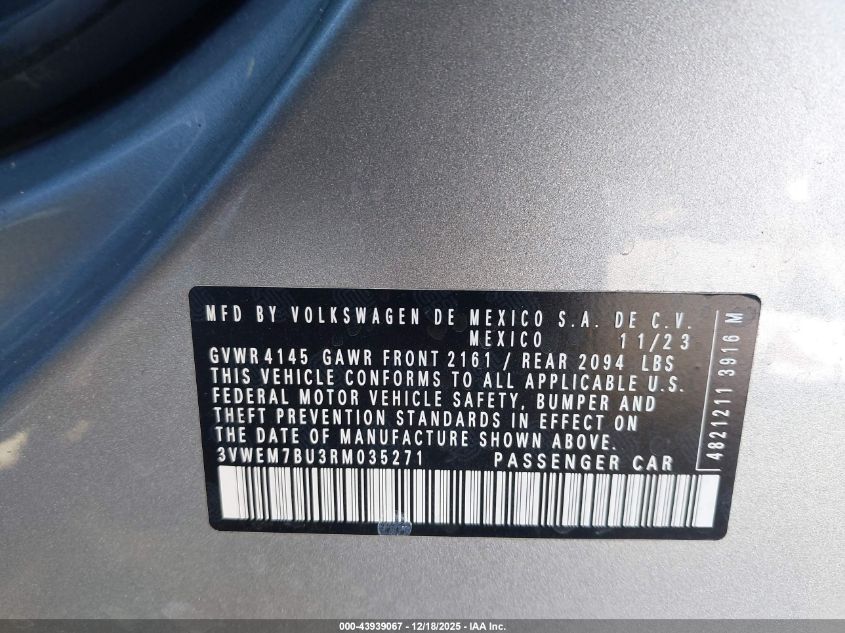 MFD BY VOLKSWAGEN DE MEXICO S.A. DE C.V.
MEXICO 11/23
GVWR 4145 GAWR FRONT 2161 / REAR 2094 LBS
THIS VEHICLE CONFORMS TO ALL APPLICABLE U.S.
FEDERAL MOTOR VEHICLE SAFETY, BUMPER AND
THEFT PREVENTION STANDARDS IN EFFECT ON
THE DATE OF MANUFACTURE SHOWN ABOVE.
3VWEM7BU3RM035271 PASSENGER CAR
48212111 3916 M
000-43939067 - 12/18/2025 - IAA Inc.